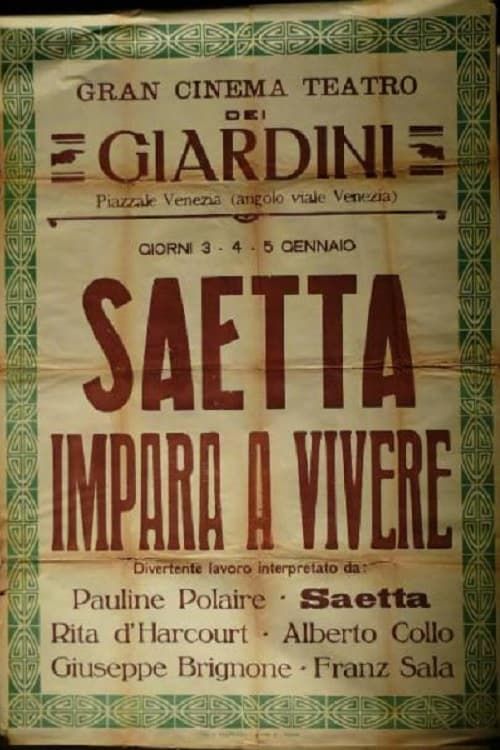 GRAN CINEMA TEATRO
DEI
GIARDINI
Piazzale Venezia (angolo viale Venezia)
GIORNI 3 - 4 - 5 GENNAIO
SAETTA
IMPARA A VIVERE
Divertente lavoro interpretato da:
Pauline Polaire · Saetta
Rita d'Harcourt · Alberto Collo
Giuseppe Brignone · Franz Sala